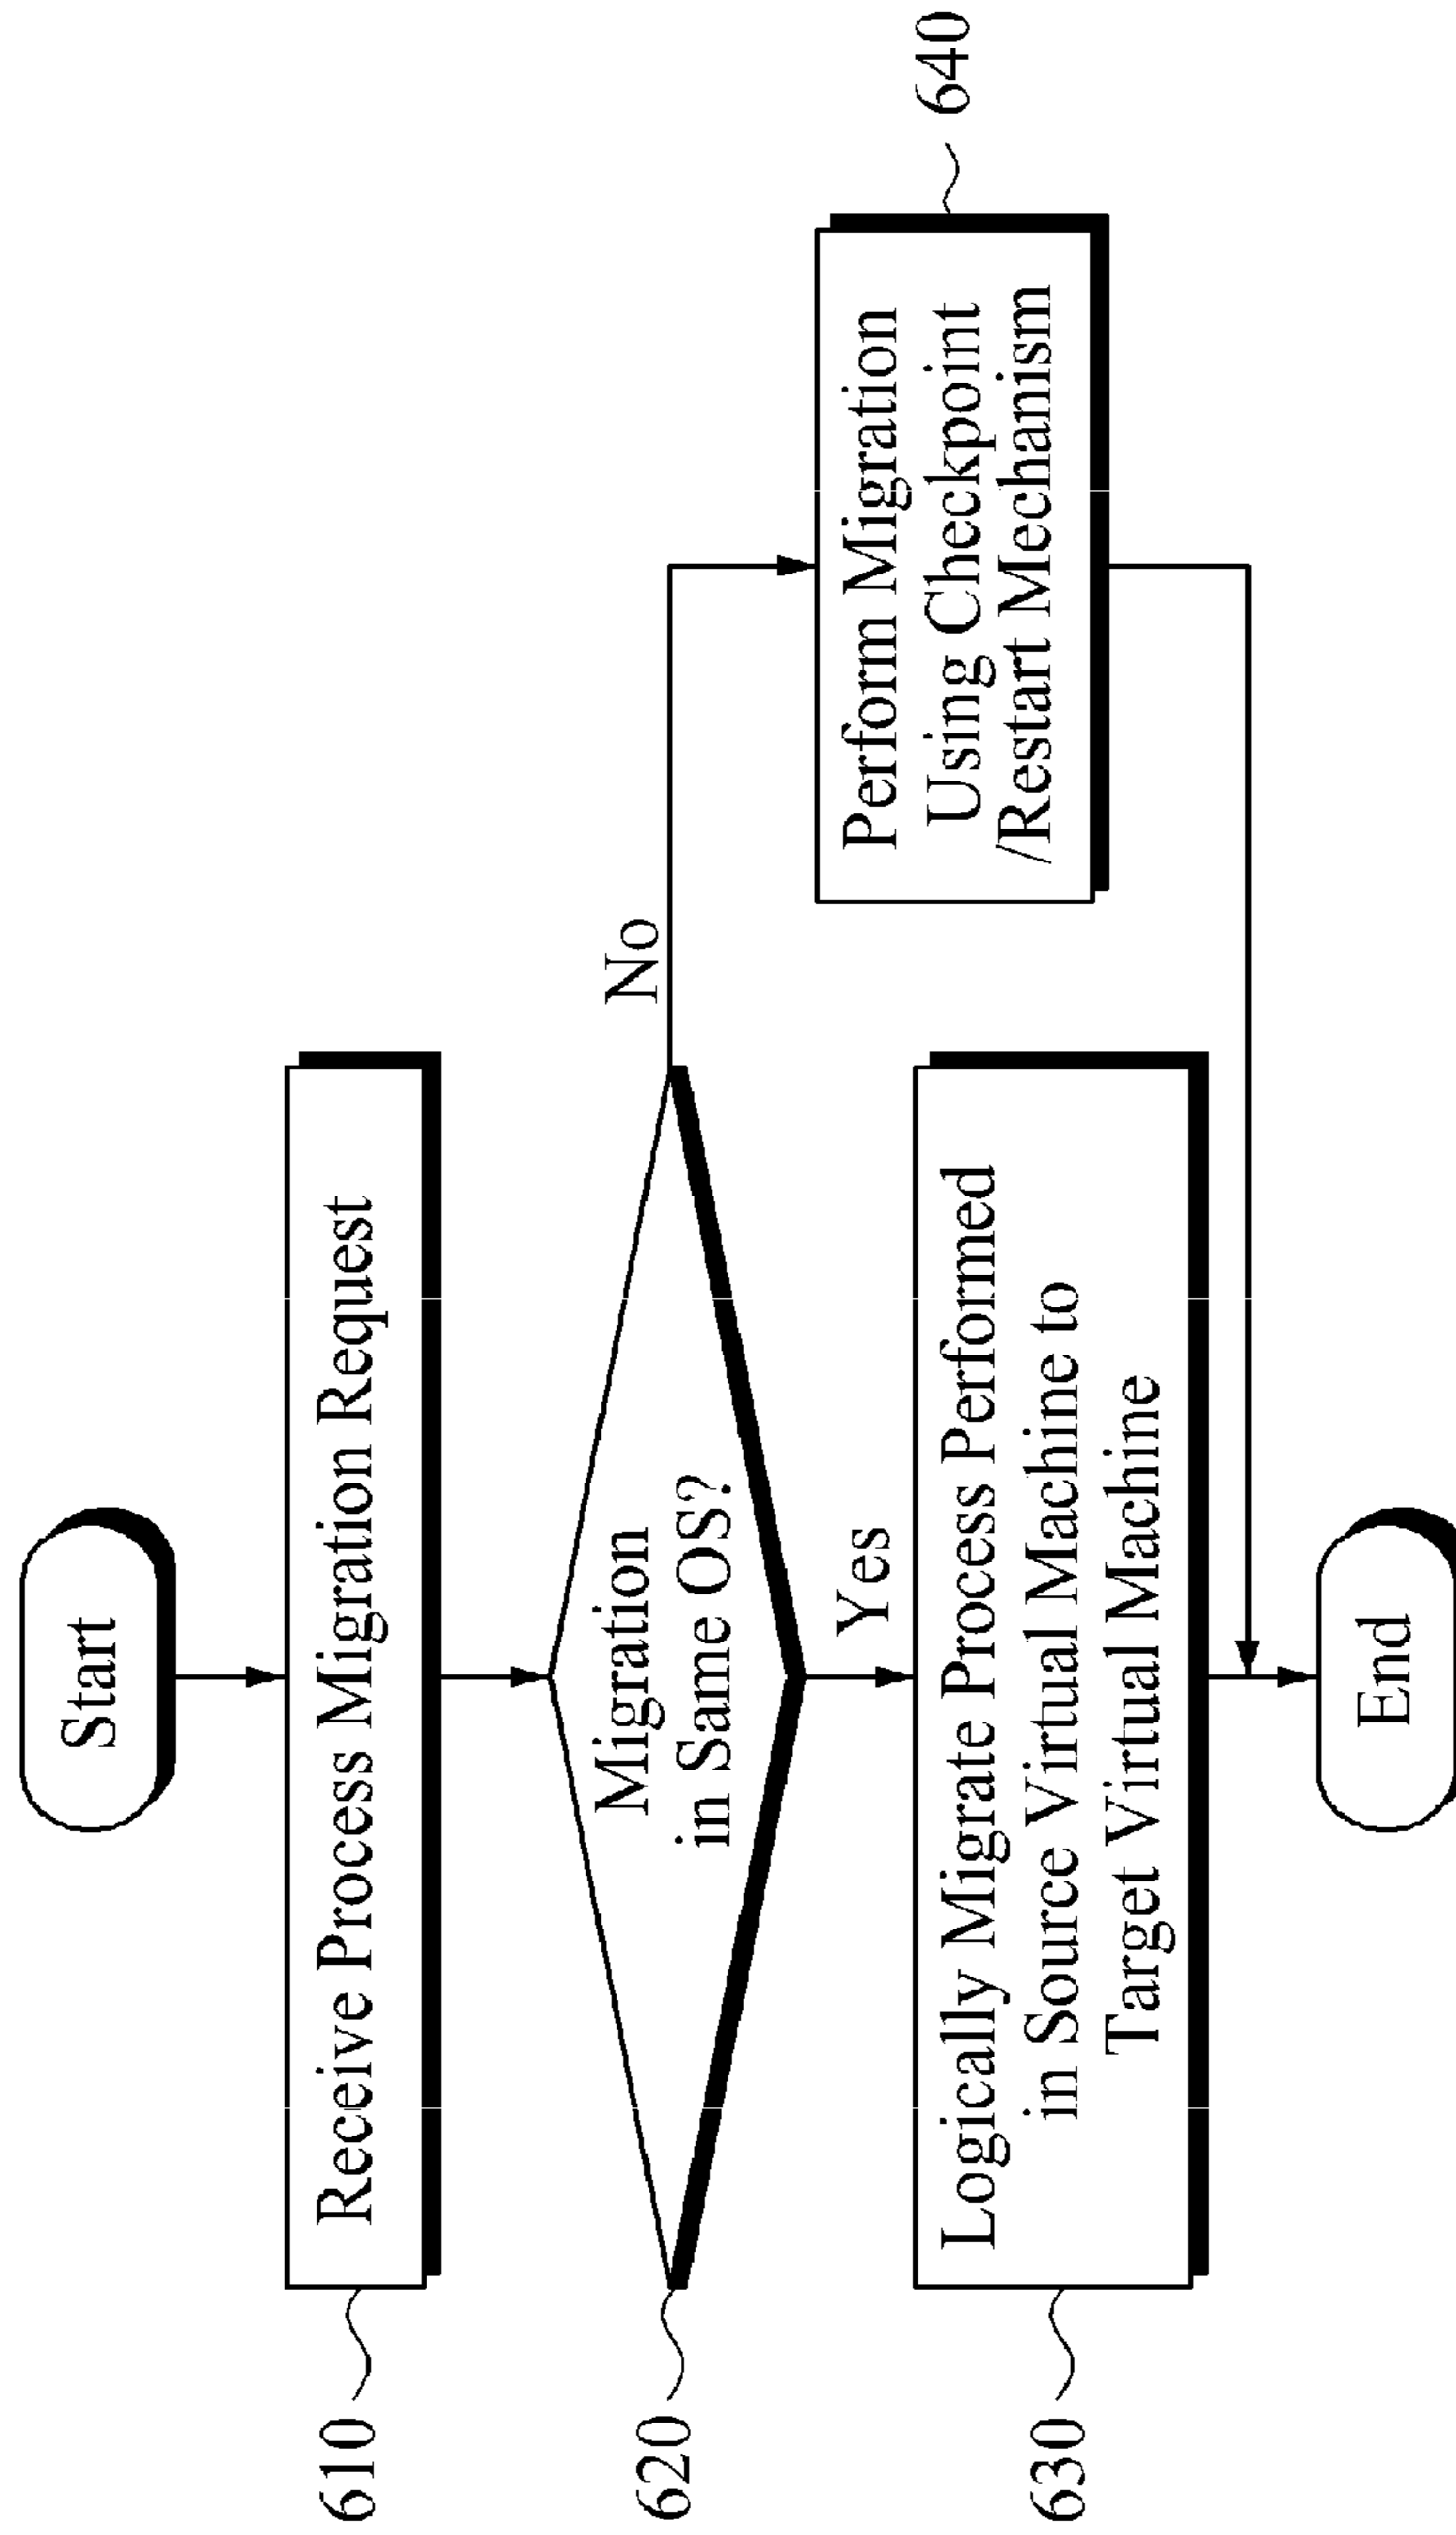 Start
610
Receive Process Migration Request
620
Migration
in Same OS?
No
Yes
630
Logically Migrate Process Performed
in Source Virtual Machine to
Target Virtual Machine
640
Perform Migration
Using Checkpoint
/Restart Mechanism
End